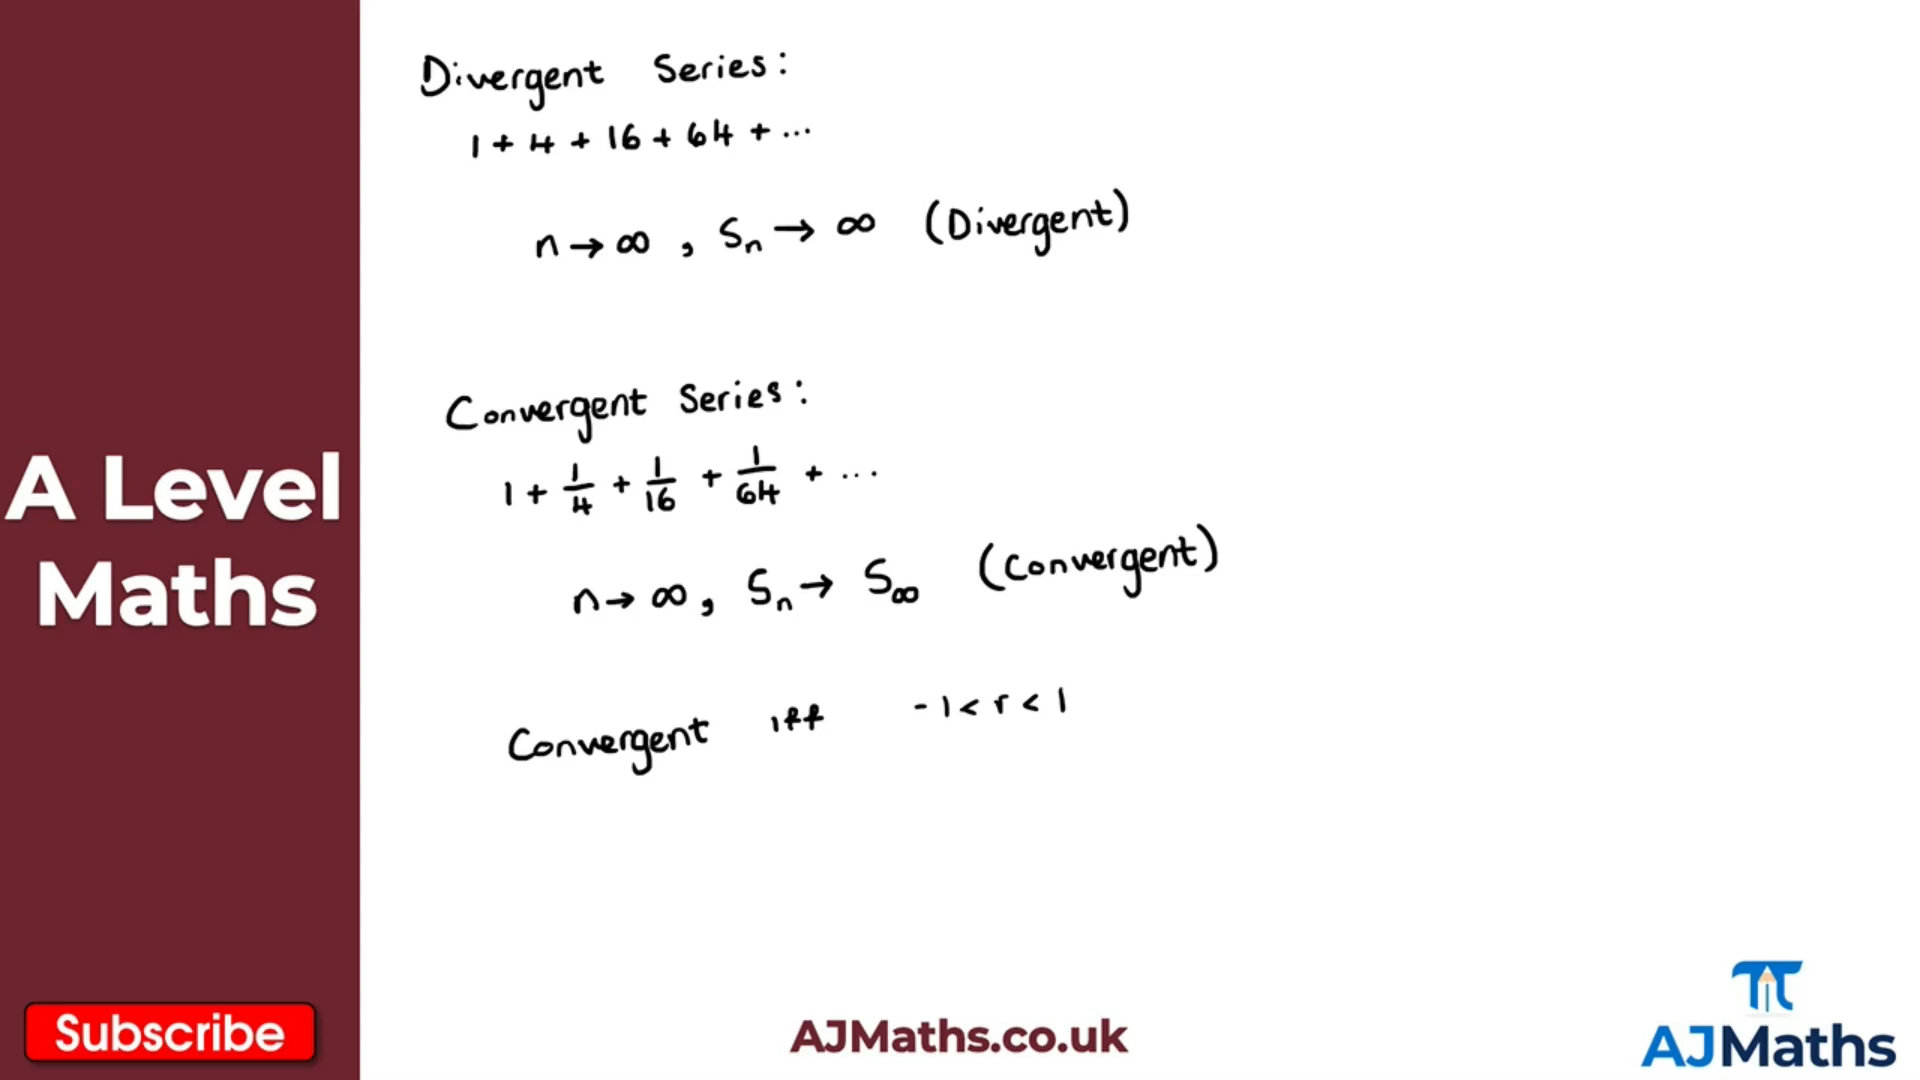 Divergent Series:
1 + 4 + 16 + 64 + ...
n → ∞ , Sn → ∞ (Divergent)
Convergent Series:
1 + 1/4 + 1/16 + 1/64 + ...
n → ∞ , Sn → S∞ (Convergent)
Convergent iff -1 < r < 1
A Level
Maths
Subscribe
AJMaths.co.uk
AJMaths